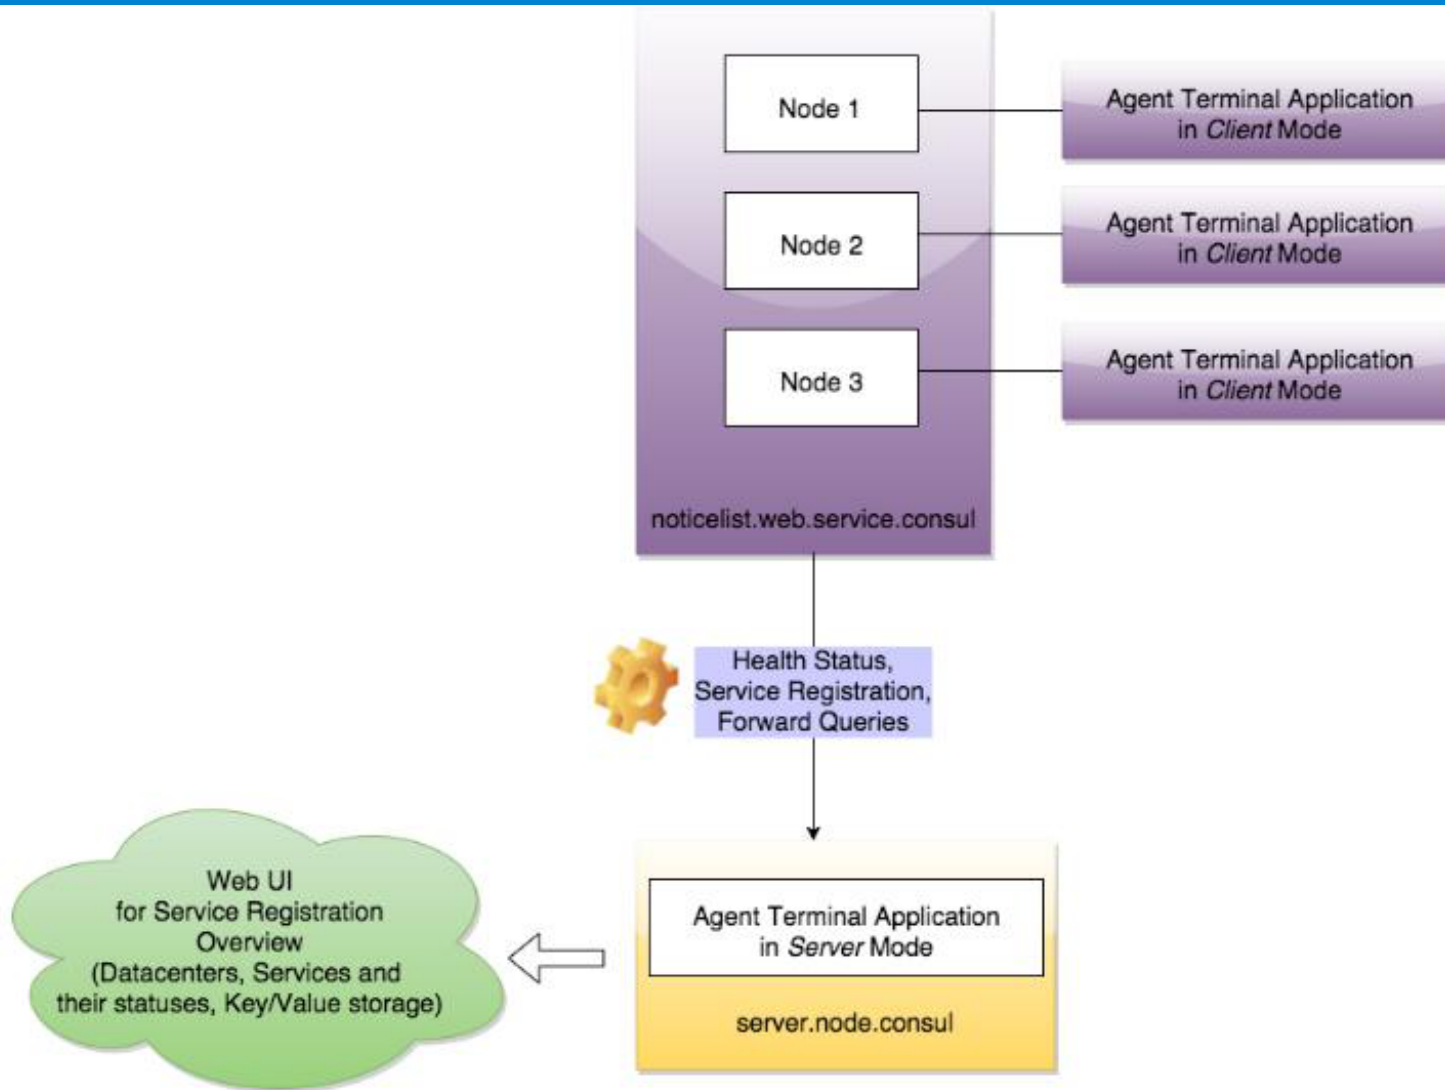 Node 1
Agent Terminal Application
in Client Mode
Node 2
Agent Terminal Application
in Client Mode
Node 3
Agent Terminal Application
in Client Mode
noticelist.web.service.consul
Health Status,
Service Registration,
Forward Queries
Web UI
for Service Registration
Overview
(Datacenters, Services and
their statuses, Key/Value storage)
Agent Terminal Application
in Server Mode
server.node.consul